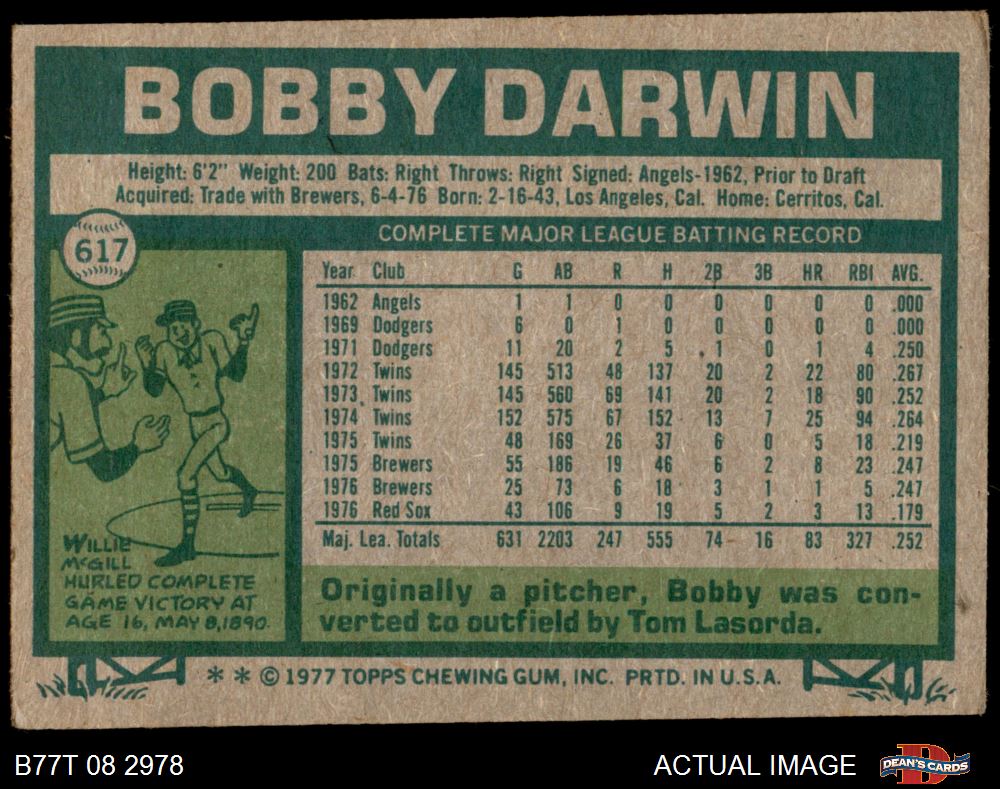 BOBBY DARWIN
Height: 6'2" Weight: 200 Bats: Right Throws: Right Signed: Angels-1962, Prior to Draft
Acquired: Trade with Brewers, 6-4-76 Born: 2-16-43, Los Angeles, Cal. Home: Cerritos, Cal.
617
COMPLETE MAJOR LEAGUE BATTING RECORD
Year Club G AB R H 2B 3B HR RBI AVG.
1962 Angels 1 1 0 0 0 0 0 0 .000
1969 Dodgers 6 0 1 0 0 0 0 0 .000
1971 Dodgers 11 20 2 5 1 0 1 4 .250
1972 Twins 145 513 48 137 20 2 22 80 .267
1973 Twins 145 560 69 141 20 2 18 90 .252
1974 Twins 152 575 67 152 13 7 25 94 .264
1975 Twins 48 169 26 37 6 0 5 18 .219
1975 Brewers 55 186 19 46 6 2 8 23 .247
1976 Brewers 25 73 6 18 3 1 1 5 .247
1976 Red Sox 43 106 9 19 5 2 3 13 .179
Maj. Lea. Totals 631 2203 247 555 74 16 83 327 .252
WILLIE
McGILL
HURLED COMPLETE
GAME VICTORY AT
AGE 16, MAY 8, 1890.
Originally a pitcher, Bobby was con-
verted to outfield by Tom Lasorda.
* * © 1977 TOPPS CHEWING GUM, INC. PRTD. IN U.S.A.
B77T 08 2978
ACTUAL IMAGE
DEAN'S CARDS